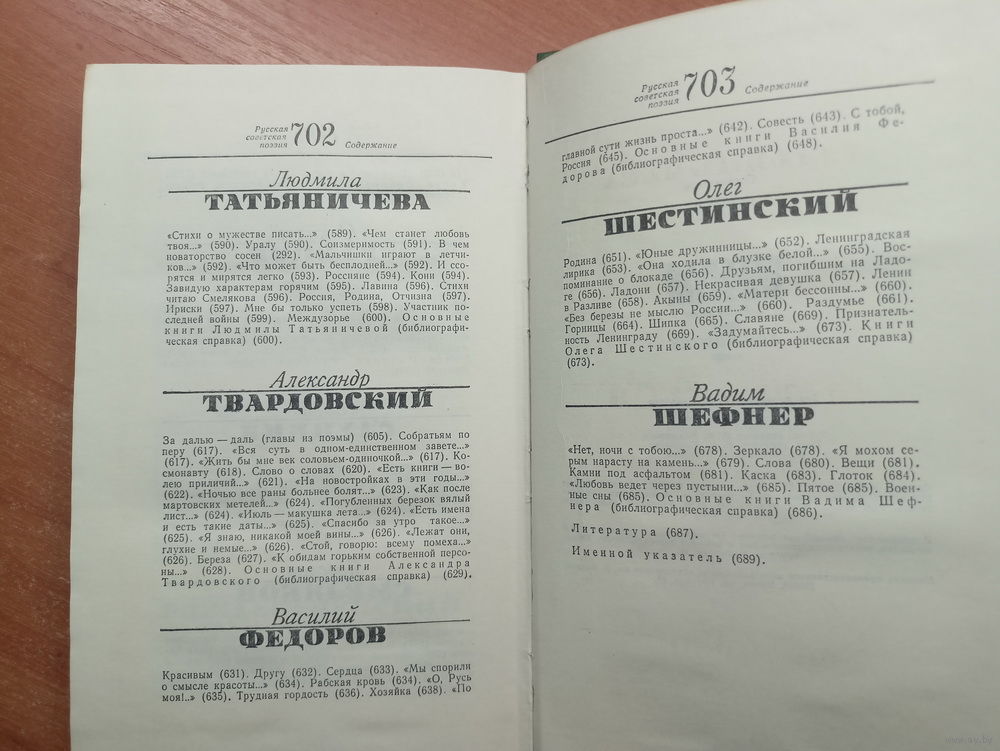 Русская
советская
поэзия 702 Содержание
Людмила
ТАТЬЯНИЧЕВА
«Стихи о мужестве писать...» (589). «Чем станет любовь
твоя...» (590). Уралу (590). Соизмеримость (591). В чем
новаторство сосен (292). «Мальчишки играют в летчи-
ков...» (592). «Что может быть бесплодней...» (592). И ссо-
рятся и мирятся легко (593). Россияне (594). Кони (594).
Завидую характерам горячим (595). Лавина (596). Стихи
читаю Смелякова (596). Россия, Родина, Отчизна (597).
Ириски (597). Мне бы только успеть (598). Участник по-
следней войны (599). Междузорье (600). Основные
книги Людмилы Татьяничевой (библиографи-
ческая справка) (600).
Александр
ТВАРДОВСКИЙ
За далью — даль (главы из поэмы) (605). Собратьям по
перу (617). «Вся суть в одном-единственном завете...»
(617). «Жить бы мне век соловьем-одиночкой...» (617). Ко-
смонавту (618). Слово о словах (620). «Есть книги — во-
лею приличий...» (621). «На новостройках в эти годы...»
(622). «Ночью все раны больнее болят...» (623). «Как после
мартовских метелей...» (624). «Погубленных березок вялый
лист...» (624). «Июль — макушка лета...» (624). «Есть имена
и есть такие даты...» (625). «Спасибо за утро такое...»
(625). «Я знаю, никакой моей вины...» (626). «Лежат они,
глухие и немые...» (626). «Стой, говорю: всему помеха...»
(626). Береза (627). «К обидам горьким собственной персо-
ны...» (628). Основные книги Александра
Твардовского (библиографическая справка) (629).
Василий
ФЕДОРОВ
Красивым (631). Другу (632). Сердца (633). «Мы спорили
о смысле красоты...» (634). Рабская кровь (634). «О, Русь
моя!..» (635). Трудная гордость (636). Хозяйка (638). «По
Русская
советская
поэзия 703 Содержание
главной сути жизнь проста...» (642). Совесть (643). С тобой,
Россия (645). Основные книги Василия Фе-
дорова (библиографическая справка) (648).
Олег
ШЕСТИНСКИЙ
Родина (651). «Юные дружинницы...» (652). Ленинградская
лирика (653). «Она ходила в блузке белой...» (655). Вос-
поминание о блокаде (656). Друзьям, погибшим на Ладо-
ге (656). Ладони (657). Некрасивая девушка (657). Ленин
в Разливе (658). Акыны (659). «Матери бессонны...» (660).
«Без березы не мыслю России...» (660). Раздумье (661).
Горницы (664). Шипка (665). Славяне (669). Признатель-
ность Ленинграду (669). «Задумайтесь...» (673). Книги
Олега Шестинского (библиографическая справка)
(673).
Вадим
ШЕФНЕР
«Нет, ночи с тобою...» (678). Зеркало (678). «Я мохом се-
рым нарасту на камень...» (679). Слова (680). Вещи (681).
Камни под асфальтом (681). Каска (683). Глоток (684).
«Любовь ведет через пустыни...» (685). Пятое (685). Воен-
ные сны (685). Основные книги Вадима Шеф-
нера (библиографическая справка) (686).
Литература (687).
Именной указатель (689).
www.ay.by